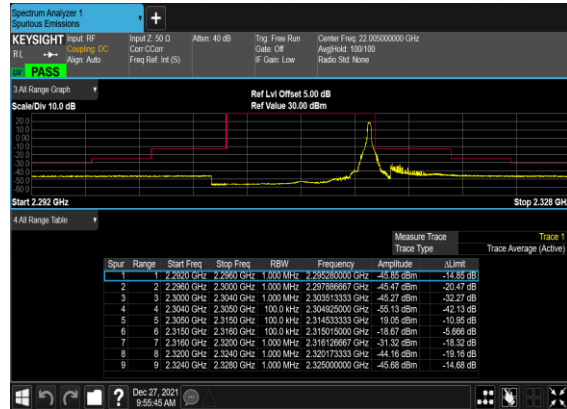 Spectrum Analyzer 1
Spurious Emissions
KEYSIGHT Input: RF Input Z: 50 Ω Atten: 40 dB Trig: Free Run Center Freq: 22.005000000 GHz
RL Coupling: DC Corr CCorr Gate: Off Avg|Hold: 100/100
Align: Auto Freq Ref: Int (S) IF Gain: Low Radio Std: None
PASS
3 All Range Graph
Ref Lvl Offset 5.00 dB
Scale/Div 10.0 dB Ref Value 30.00 dBm
20.0
10.0
0.00
-10.0
-20.0
-30.0
-40.0
-50.0
-60.0
Start 2.292 GHz Stop 2.328 GH
4 All Range Table
Measure Trace Trace 1
Trace Type Trace Average (Active)
Spur Range Start Freq Stop Freq RBW Frequency Amplitude ΔLimit
1 1 2.2920 GHz 2.2960 GHz 1.000 MHz 2.295280000 GHz -45.85 dBm -14.85 dB
2 2 2.2960 GHz 2.3000 GHz 1.000 MHz 2.297886667 GHz -45.47 dBm -20.47 dB
3 3 2.3000 GHz 2.3040 GHz 1.000 MHz 2.303513333 GHz -45.27 dBm -32.27 dB
4 4 2.3040 GHz 2.3050 GHz 100.0 kHz 2.304925000 GHz -55.13 dBm -42.13 dB
5 5 2.3050 GHz 2.3150 GHz 100.0 kHz 2.314533333 GHz 19.05 dBm -10.95 dB
6 6 2.3150 GHz 2.3160 GHz 100.0 kHz 2.315015000 GHz -18.67 dBm -5.666 dB
7 7 2.3160 GHz 2.3200 GHz 1.000 MHz 2.316126667 GHz -31.32 dBm -18.32 dB
8 8 2.3200 GHz 2.3240 GHz 1.000 MHz 2.320173333 GHz -44.16 dBm -19.16 dB
9 9 2.3240 GHz 2.3280 GHz 1.000 MHz 2.325000000 GHz -45.68 dBm -14.68 dB
Dec 27, 2021
9:55:45 AM